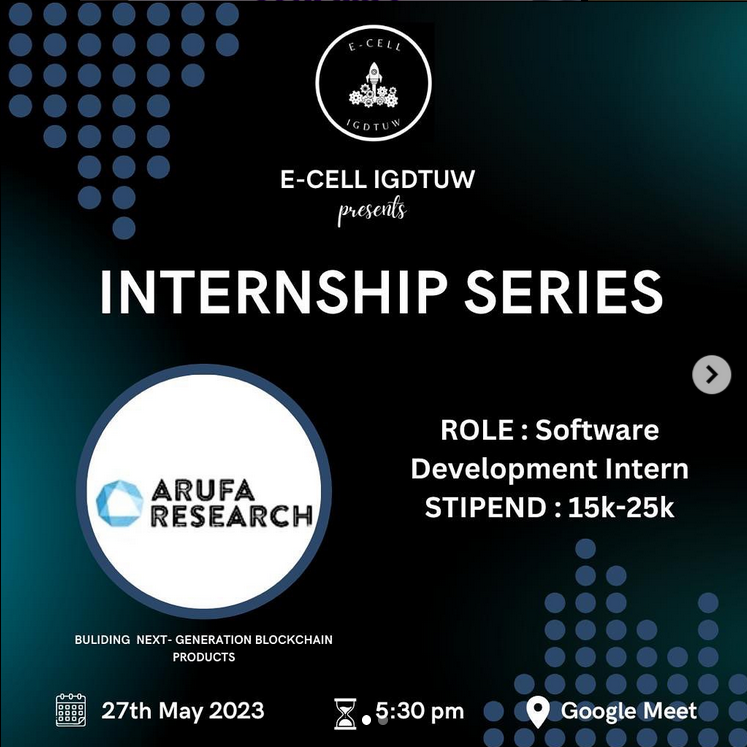 E-CELL
IGDTUW
E-CELL IGDTUW
presents
INTERNSHIP SERIES
ARUFA
RESEARCH
ROLE : Software
Development Intern
STIPEND : 15k-25k
BULIDING NEXT- GENERATION BLOCKCHAIN
PRODUCTS
27th May 2023
5:30 pm
Google Meet